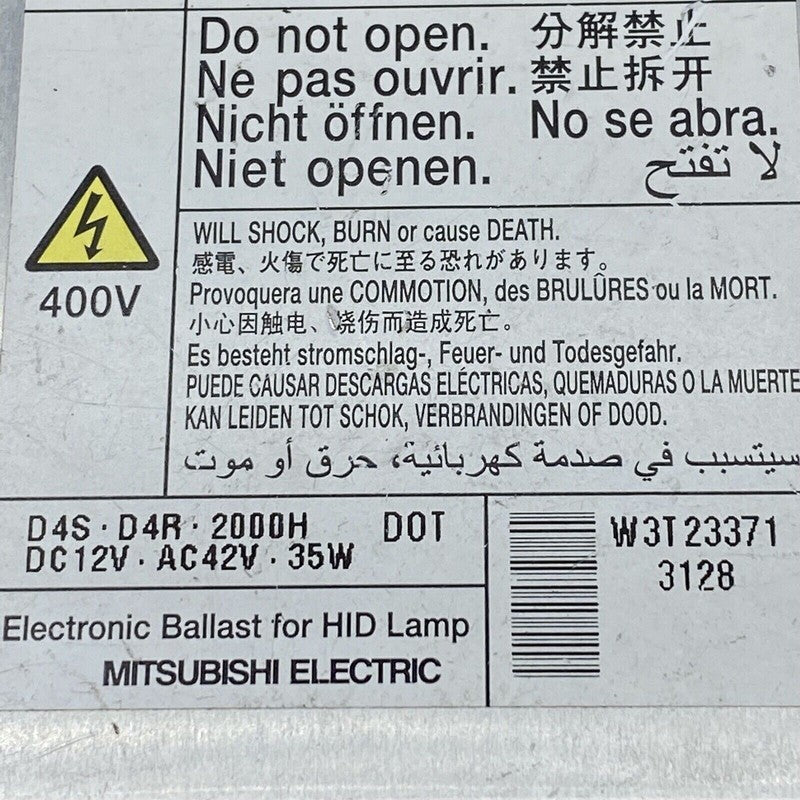 Do not open. 分解禁止
Ne pas ouvrir. 禁止拆开
Nicht öffnen. No se abra.
Niet openen. لا تفتح
400V
WILL SHOCK, BURN or cause DEATH.
感電、火傷で死亡に至る恐れがあります。
Provoquera une COMMOTION, des BRULÛRES ou la MORT.
小心因触电、烧伤而造成死亡。
Es besteht stromschlag-, Feuer- und Todesgefahr.
PUEDE CAUSAR DESCARGAS ELÉCTRICAS, QUEMADURAS O LA MUERTE
KAN LEIDEN TOT SCHOK, VERBRANDINGEN OF DOOD.
سيتسبب في صدمة كهربائية، حرق أو موت
D4S · D4R · 2000H DOT
DC12V · AC42V · 35W
W3T23371
3128
Electronic Ballast for HID Lamp
MITSUBISHI ELECTRIC